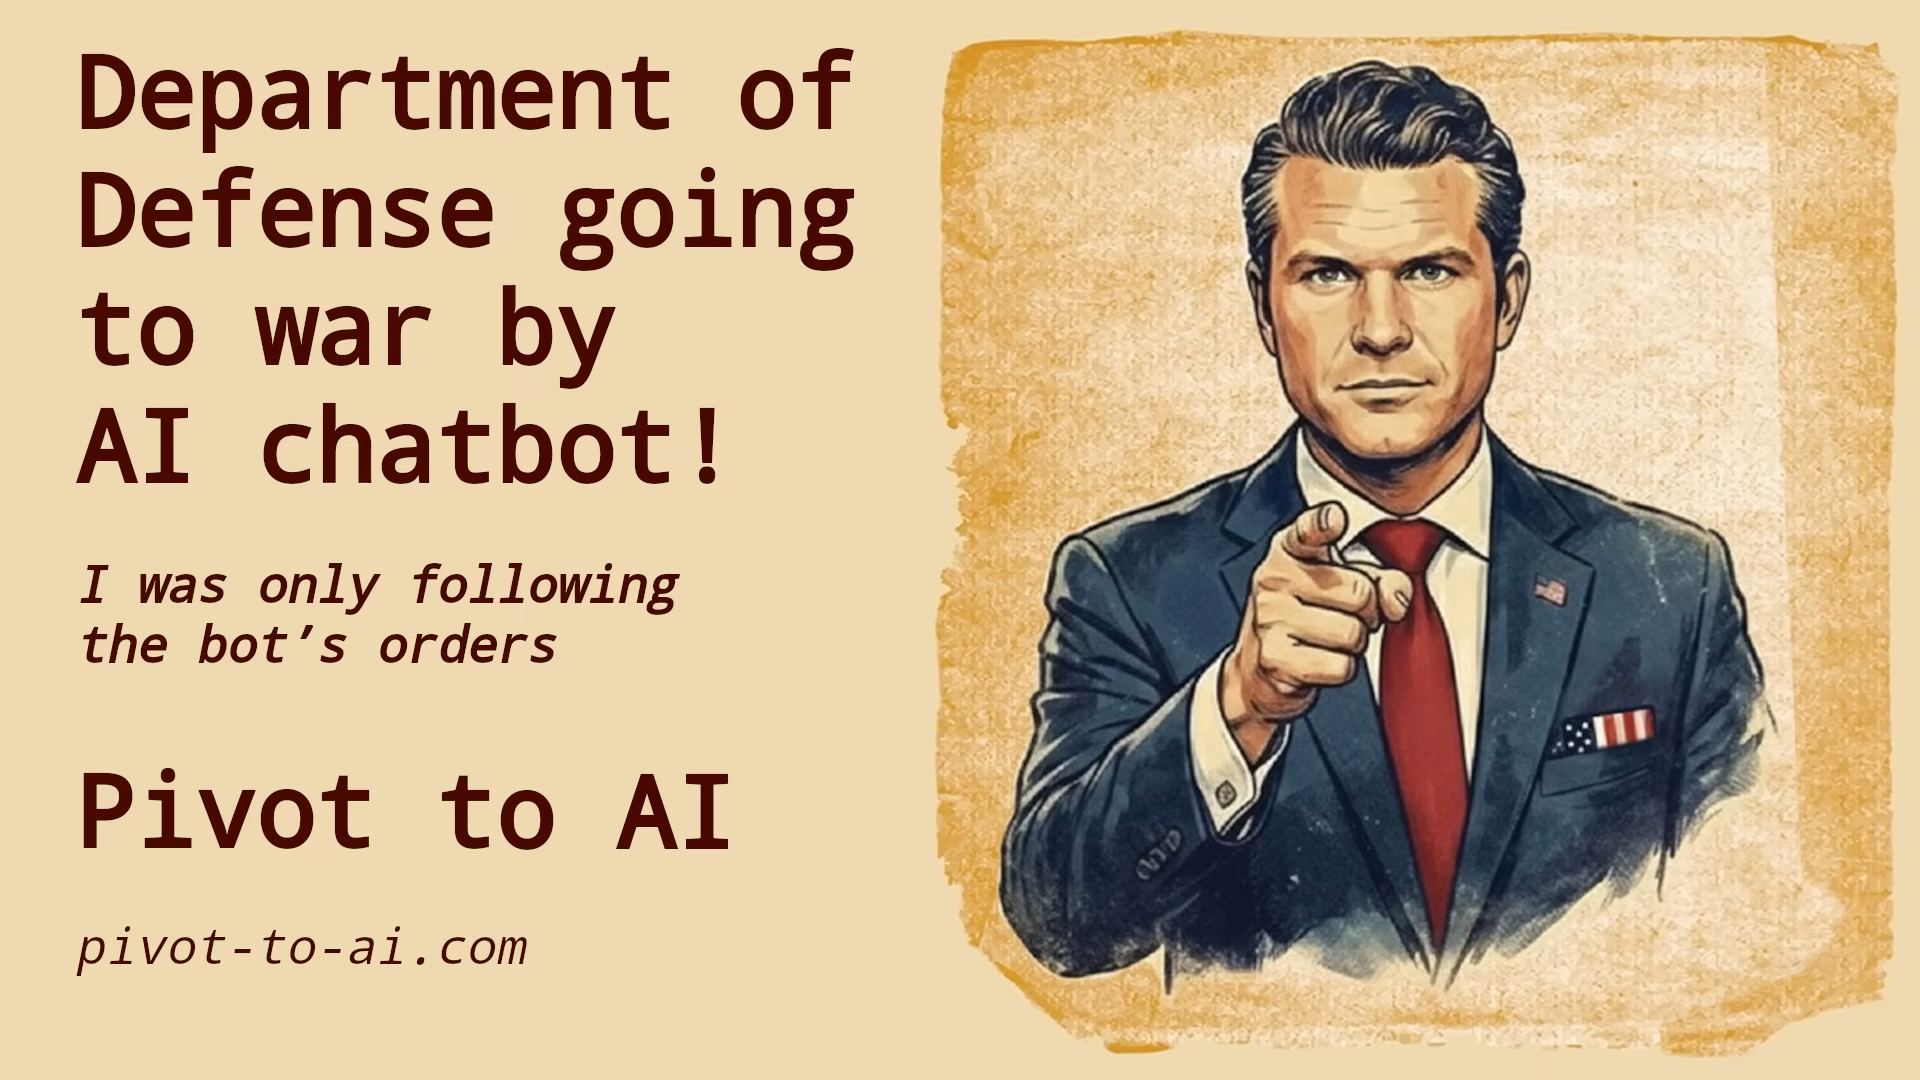 Department of
Defense going
to war by
AI chatbot!
I was only following
the bot’s orders
Pivot to AI
pivot-to-ai.com